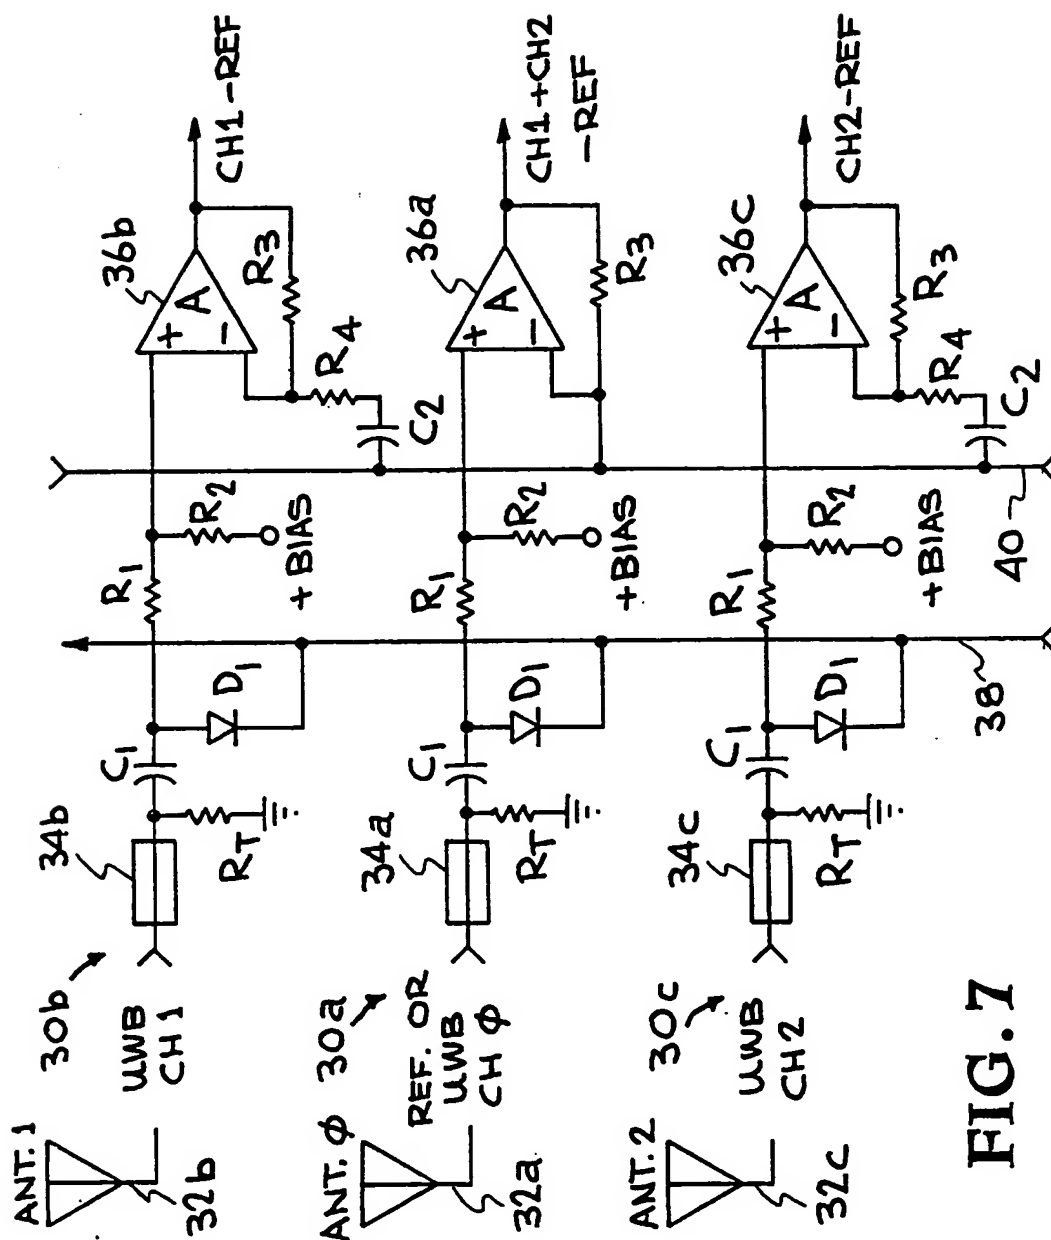 ANT. 1
32b
30b
UWB
CH 1
34b
RT
C1
D1
R1
R2
+BIAS
C2
R4
R3
36b
+
A
−
CH1-REF
ANT. ϕ
32a
30a
REF. OR
UWB
CH ϕ
34a
RT
C1
D1
R1
R2
+BIAS
R3
36a
+
A
−
CH1+CH2
-REF
ANT. 2
32c
30c
UWB
CH2
34c
RT
C1
D1
R1
R2
+BIAS
C2
R4
R3
36c
+
A
−
CH2-REF
38
40
FIG. 7